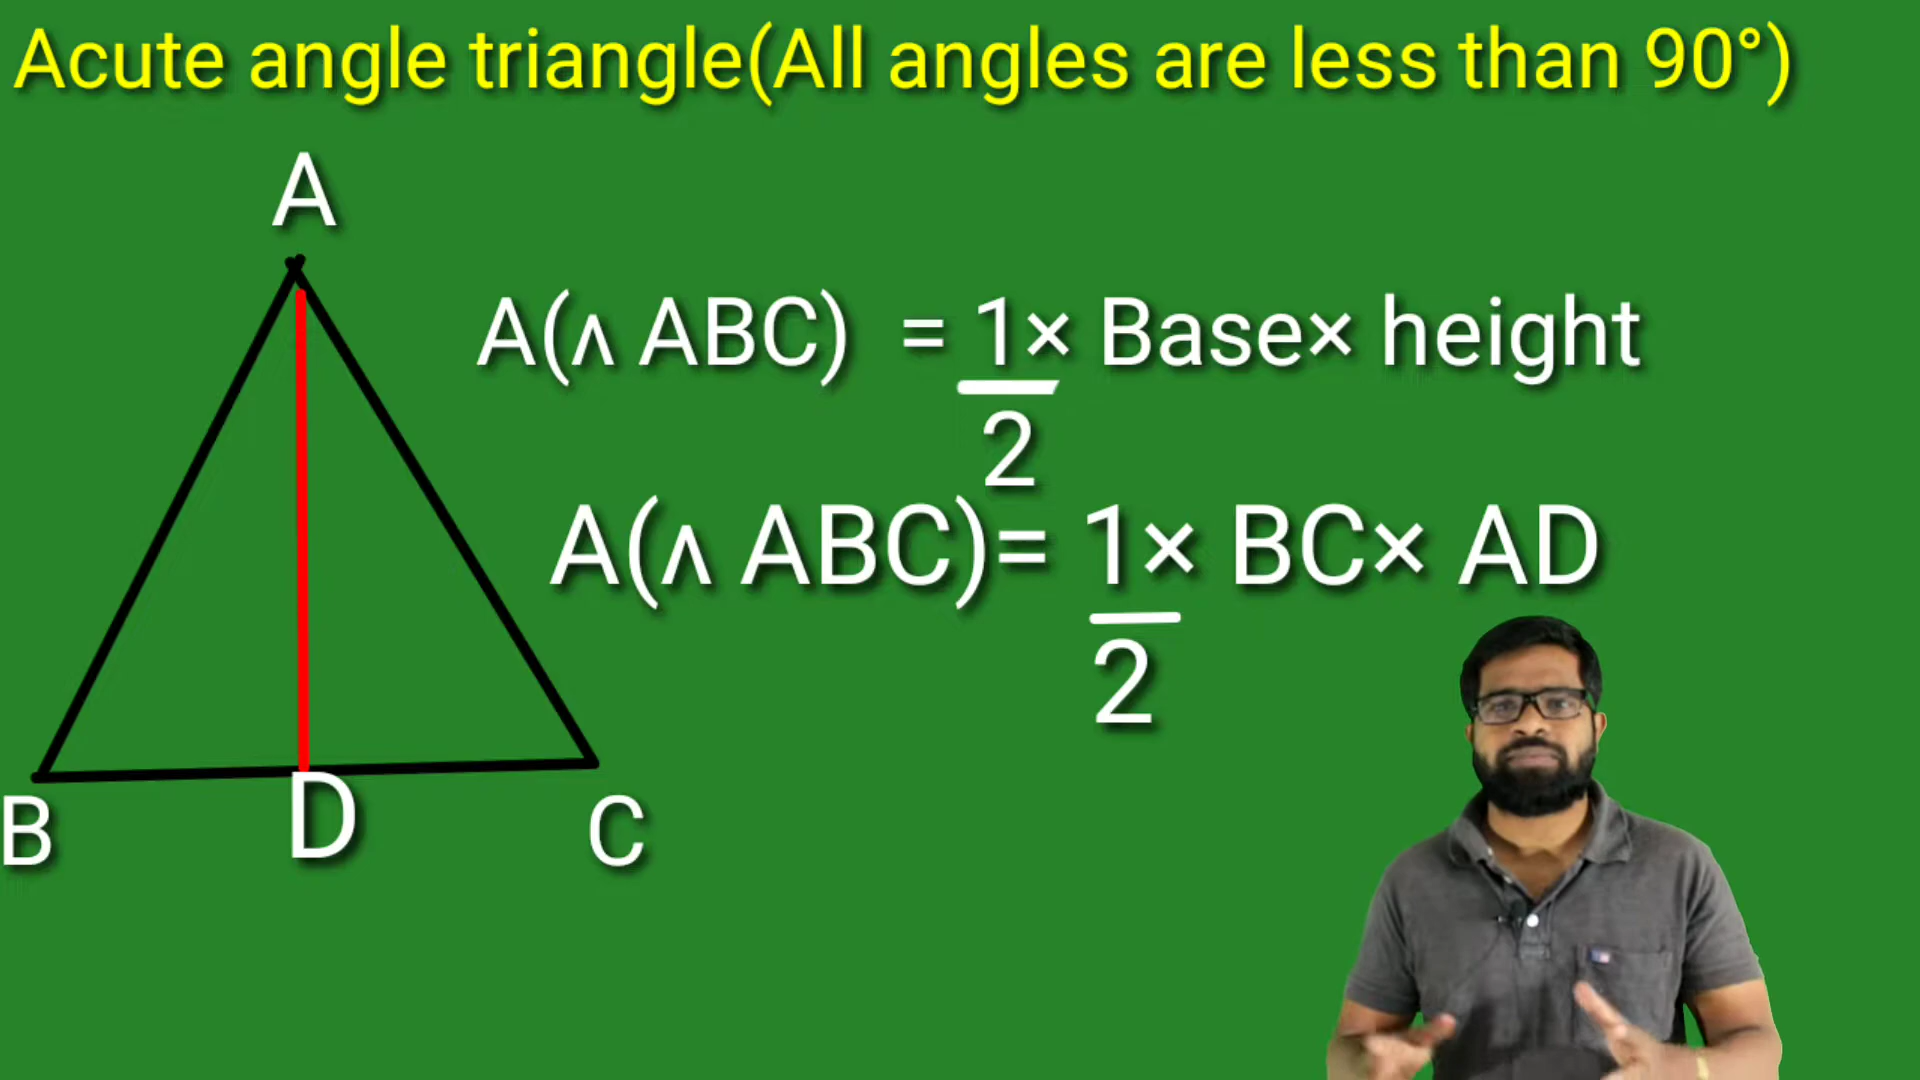 Acute angle triangle(All angles are less than 90°)
A
A(ʌ ABC) = 1× Base× height
2
A(ʌ ABC)= 1× BC× AD
2
B D C